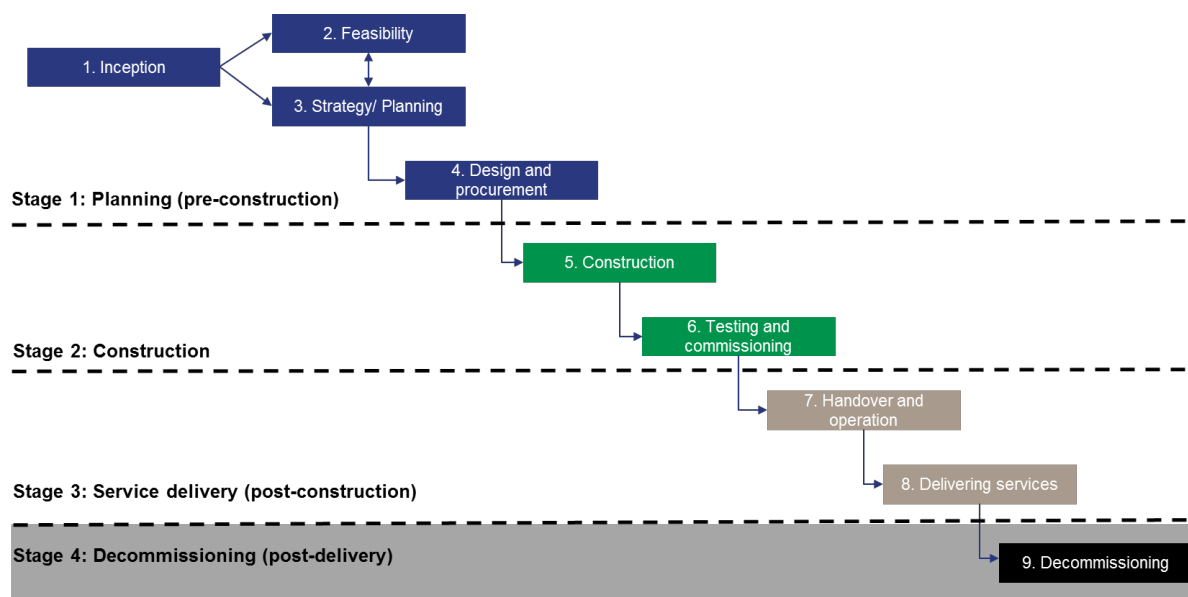 2. Feasibility
1. Inception
3. Strategy/ Planning
4. Design and
procurement
Stage 1: Planning (pre-construction)
5. Construction
6. Testing and
commissioning
Stage 2: Construction
7. Handover and
operation
8. Delivering services
Stage 3: Service delivery (post-construction)
Stage 4: Decommissioning (post-delivery)
9. Decommissioning